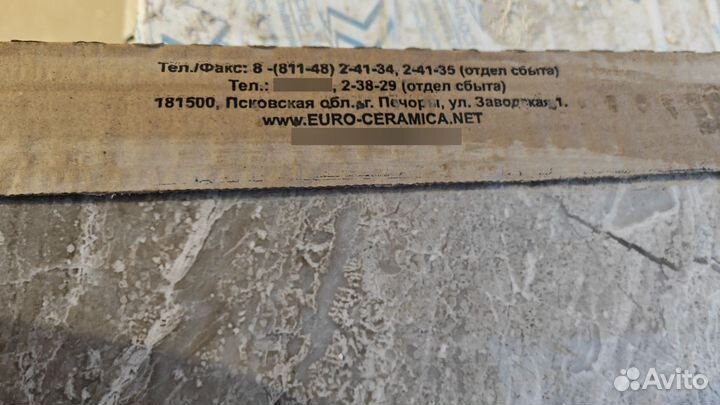 Тел./Факс: 8 -(811-48) 2-41-34, 2-41-35 (отдел сбыта)
Тел.: , 2-38-29 (отдел сбыта)
181500, Псковская обл.,г. Печоры, ул. Заводская,1.
www.EURO-CERAMICA.NET
Avito